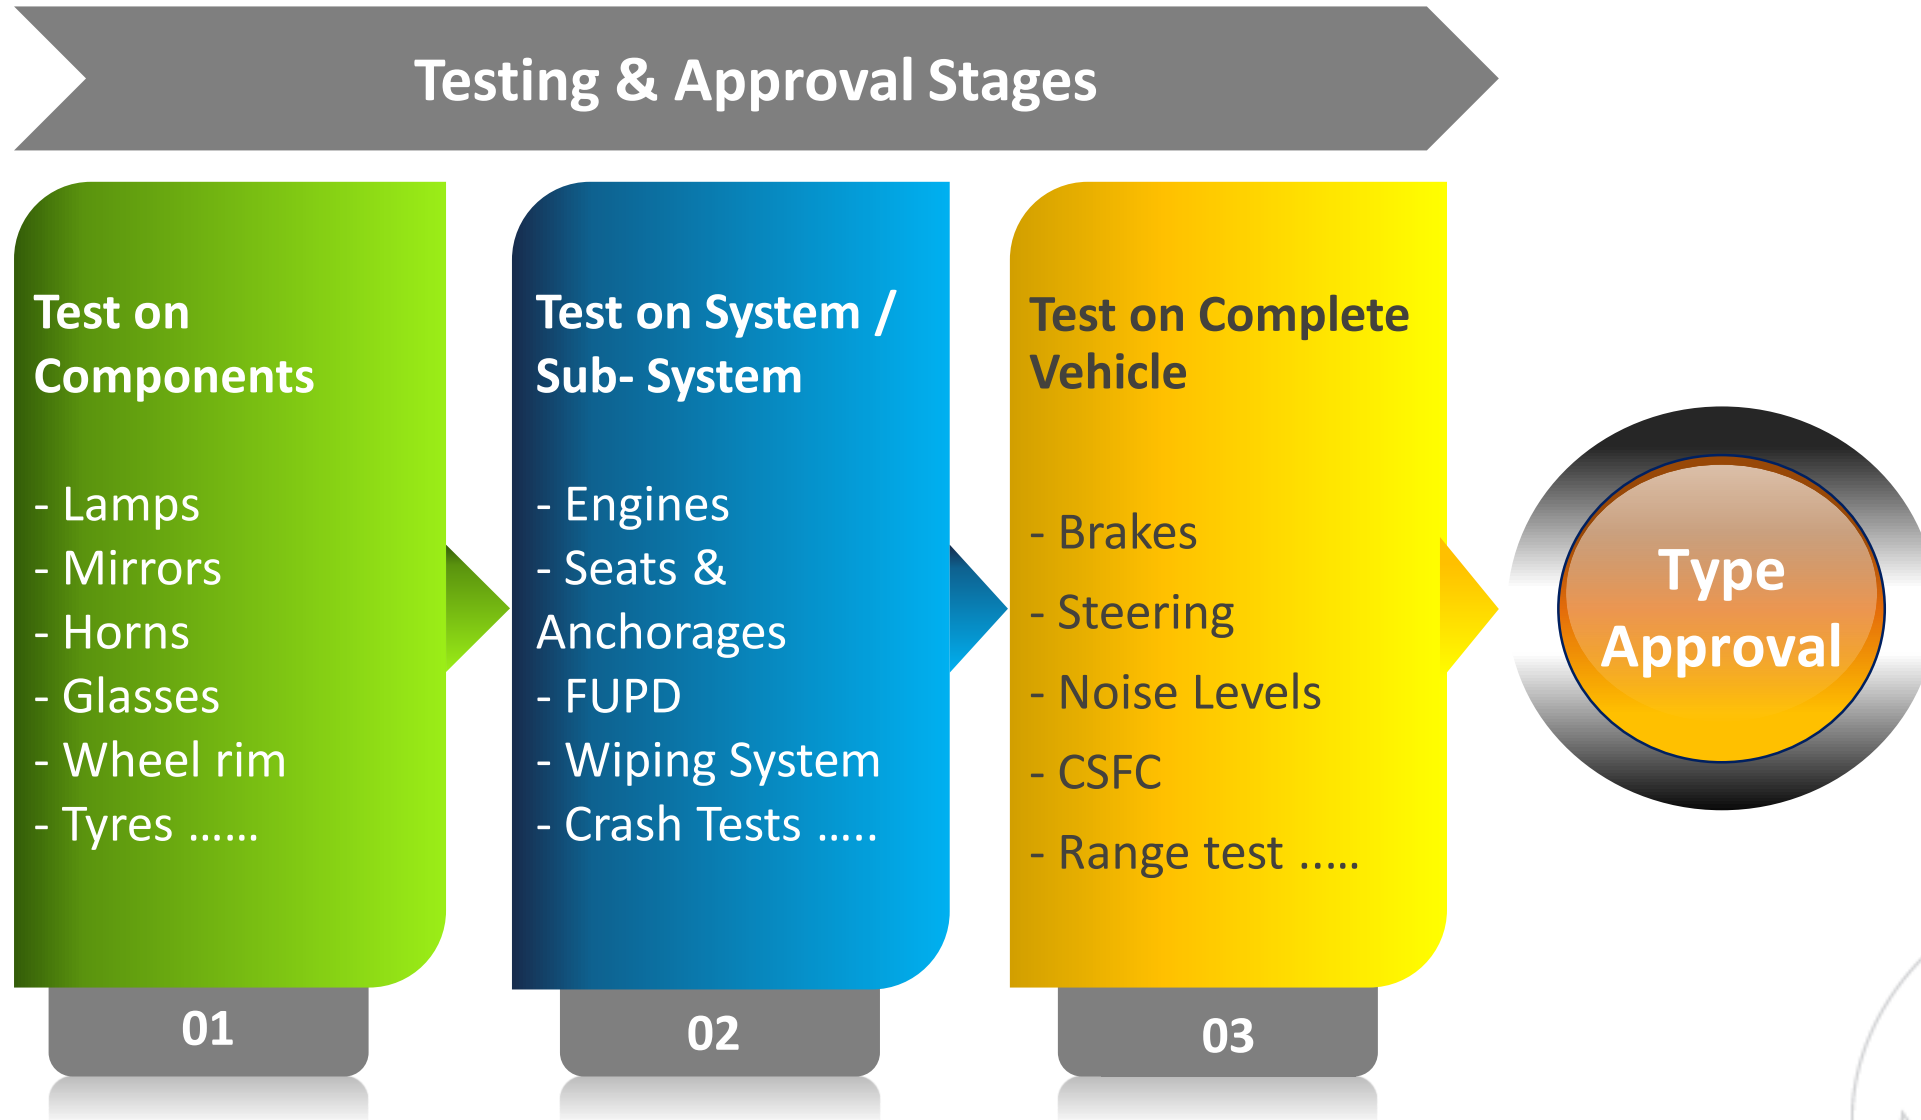 Testing & Approval Stages
Test on
Components
- Lamps
- Mirrors
- Horns
- Glasses
- Wheel rim
- Tyres ......
01
Test on System /
Sub- System
- Engines
- Seats &
Anchorages
- FUPD
- Wiping System
- Crash Tests .....
02
Test on Complete
Vehicle
- Brakes
- Steering
- Noise Levels
- CSFC
- Range test .....
03
Type
Approval